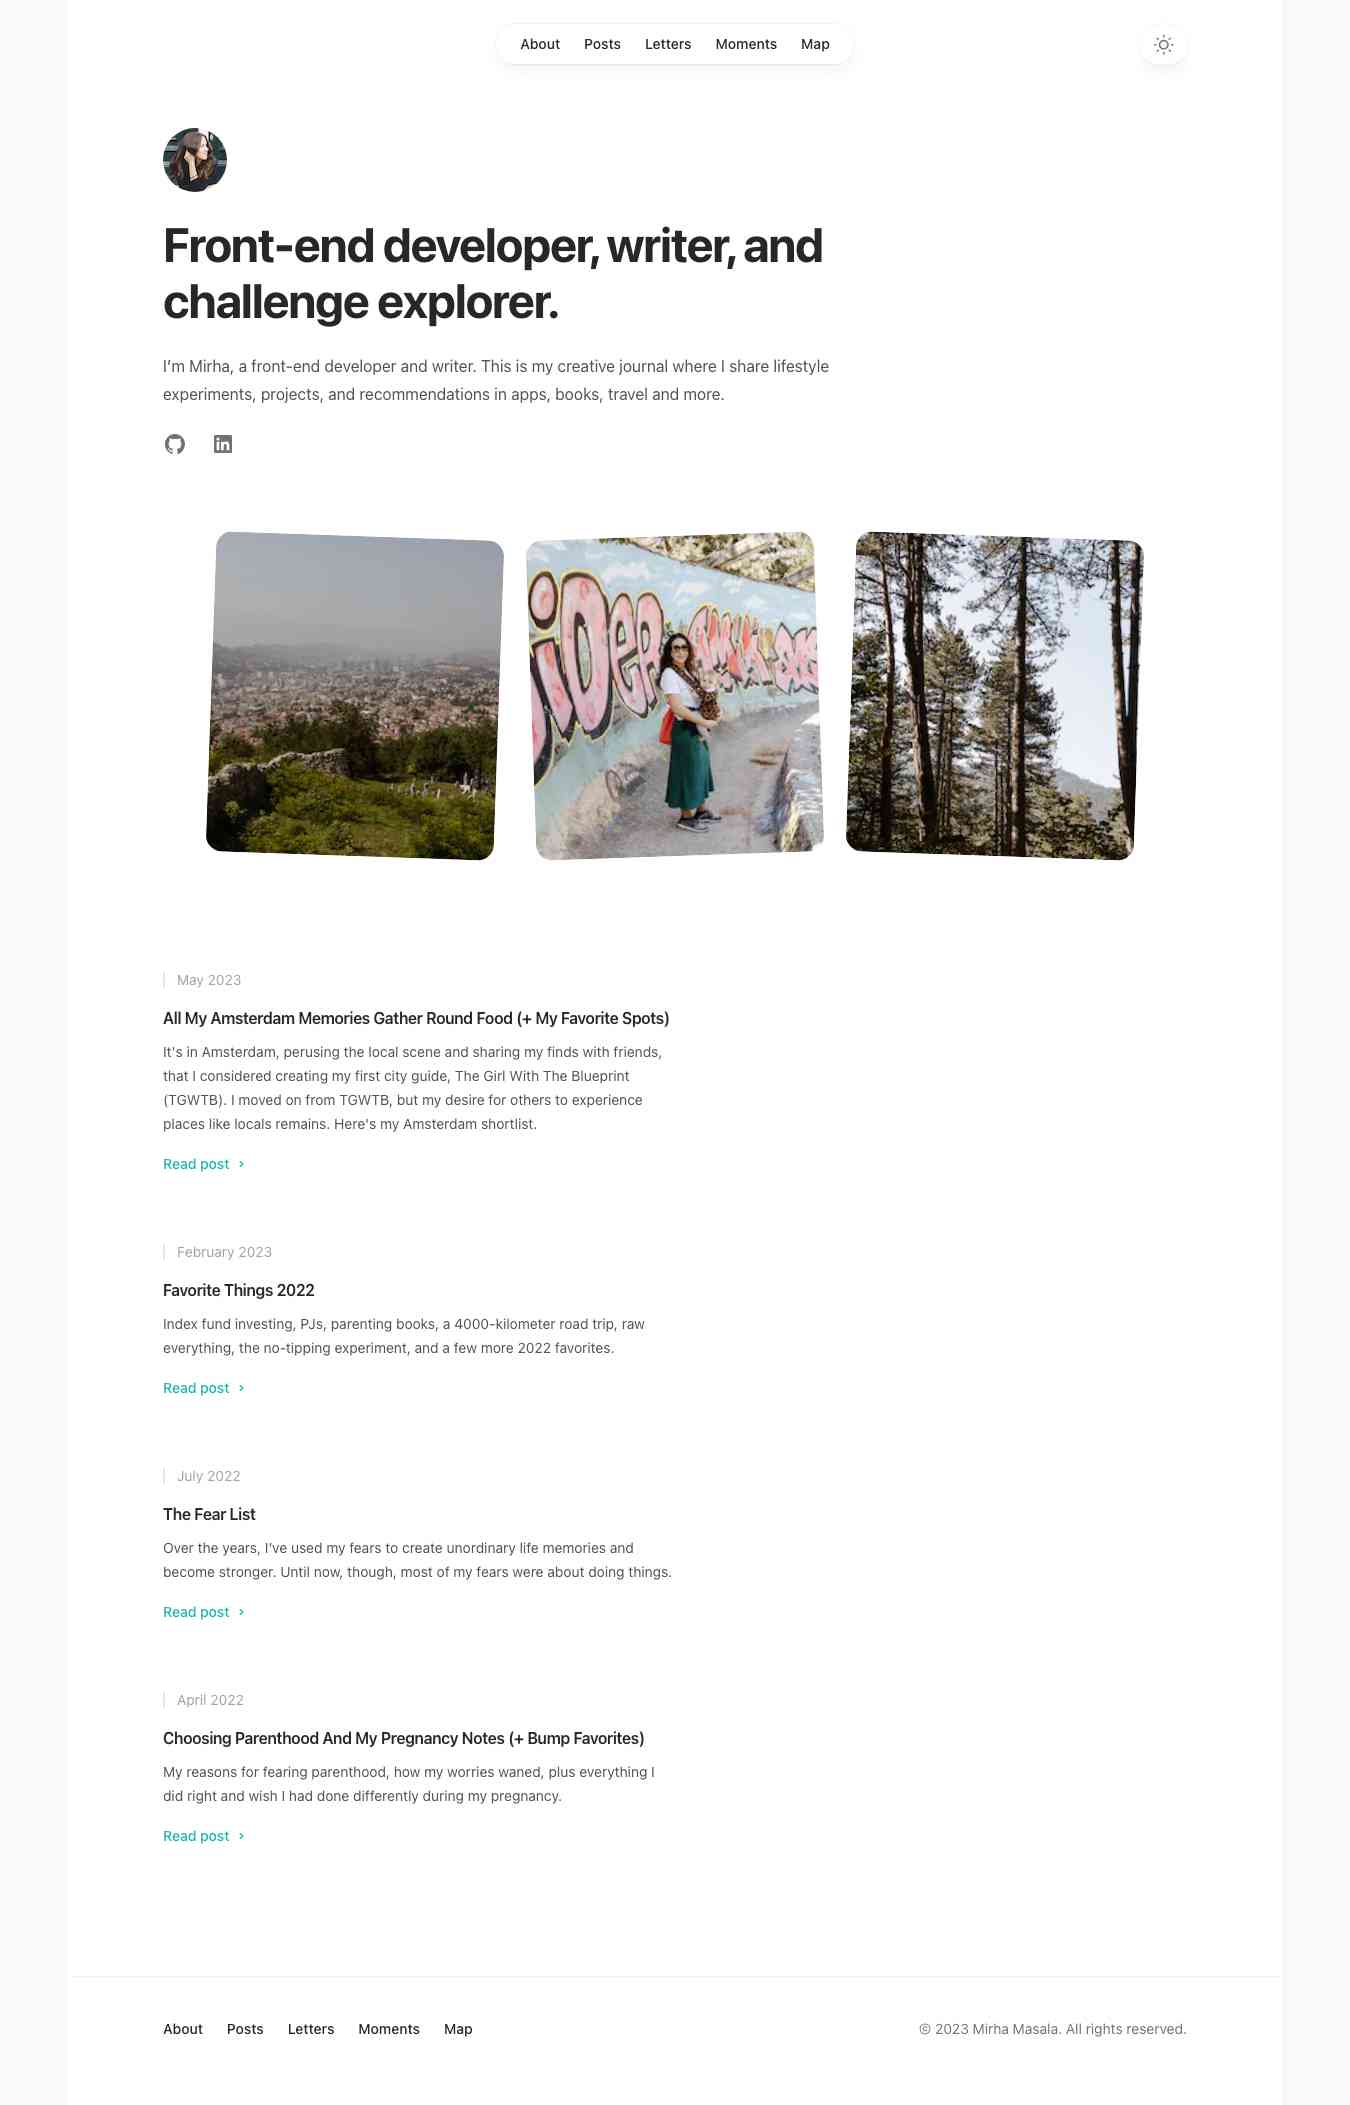 About Posts Letters Moments Map
Front-end developer, writer, and
challenge explorer.
I'm Mirha, a front-end developer and writer. This is my creative journal where I share lifestyle
experiments, projects, and recommendations in apps, books, travel and more.
in
May 2023
All My Amsterdam Memories Gather Round Food (+ My Favorite Spots)
It's in Amsterdam, perusing the local scene and sharing my finds with friends,
that I considered creating my first city guide, The Girl With The Blueprint
(TGWTB). I moved on from TGWTB, but my desire for others to experience
places like locals remains. Here's my Amsterdam shortlist.
Read post ›
February 2023
Favorite Things 2022
Index fund investing, PJs, parenting books, a 4000-kilometer road trip, raw
everything, the no-tipping experiment, and a few more 2022 favorites.
Read post ›
July 2022
The Fear List
Over the years, I've used my fears to create unordinary life memories and
become stronger. Until now, though, most of my fears were about doing things.
Read post ›
April 2022
Choosing Parenthood And My Pregnancy Notes (+ Bump Favorites)
My reasons for fearing parenthood, how my worries waned, plus everything I
did right and wish I had done differently during my pregnancy.
Read post ›
About Posts Letters Moments Map
© 2023 Mirha Masala. All rights reserved.